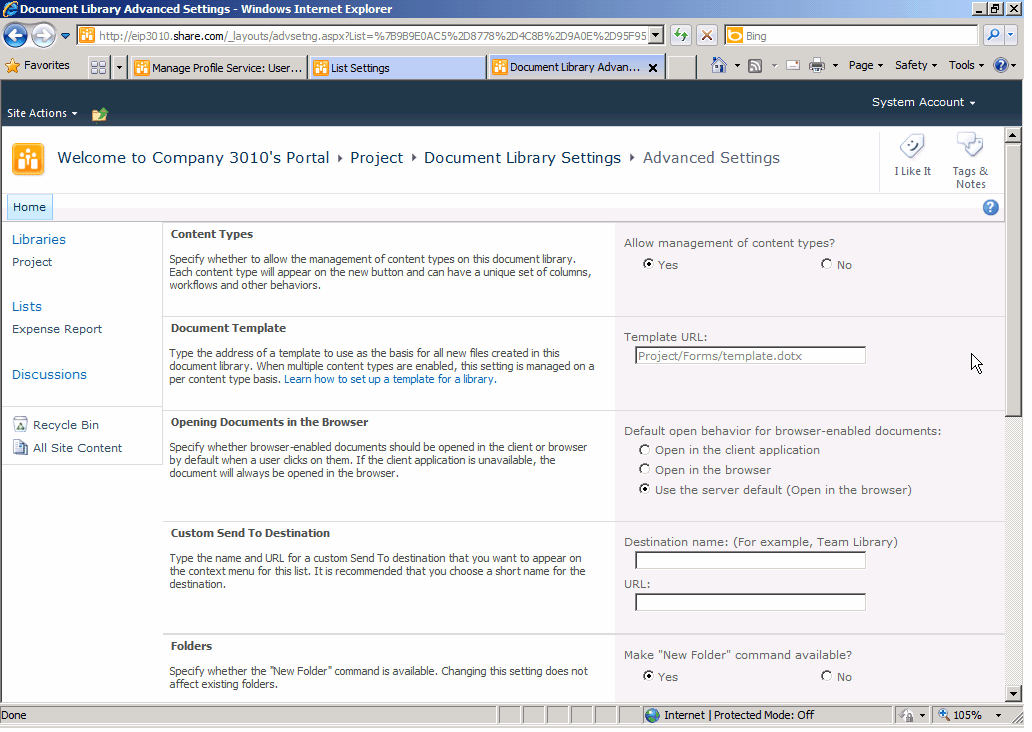 Document Library Advanced Settings - Windows Internet Explorer
http://eip3010.share.com/_layouts/advsetng.aspx?List=%7B9B9E0AC5%2D8778%2D4C8B%2D9A0E%2D95F95
Bing
Favorites
Manage Profile Service: User...
List Settings
Document Library Advan...
Page
Safety
Tools
System Account
Site Actions
Welcome to Company 3010's Portal
Project
Document Library Settings
Advanced Settings
I Like It
Tags &
Notes
Home
Libraries
Project
Lists
Expense Report
Discussions
Recycle Bin
All Site Content
Content Types
Specify whether to allow the management of content types on this document library.
Each content type will appear on the new button and can have a unique set of columns,
workflows and other behaviors.
Allow management of content types?
Yes
No
Document Template
Type the address of a template to use as the basis for all new files created in this
document library. When multiple content types are enabled, this setting is managed on a
per content type basis. Learn how to set up a template for a library.
Template URL:
Project/Forms/template.dotx
Opening Documents in the Browser
Specify whether browser-enabled documents should be opened in the client or browser
by default when a user clicks on them. If the client application is unavailable, the
document will always be opened in the browser.
Default open behavior for browser-enabled documents:
Open in the client application
Open in the browser
Use the server default (Open in the browser)
Custom Send To Destination
Type the name and URL for a custom Send To destination that you want to appear on
the context menu for this list. It is recommended that you choose a short name for the
destination.
Destination name: (For example, Team Library)
URL:
Folders
Specify whether the "New Folder" command is available. Changing this setting does not
affect existing folders.
Make "New Folder" command available?
Yes
No
Done
Internet | Protected Mode: Off
105%